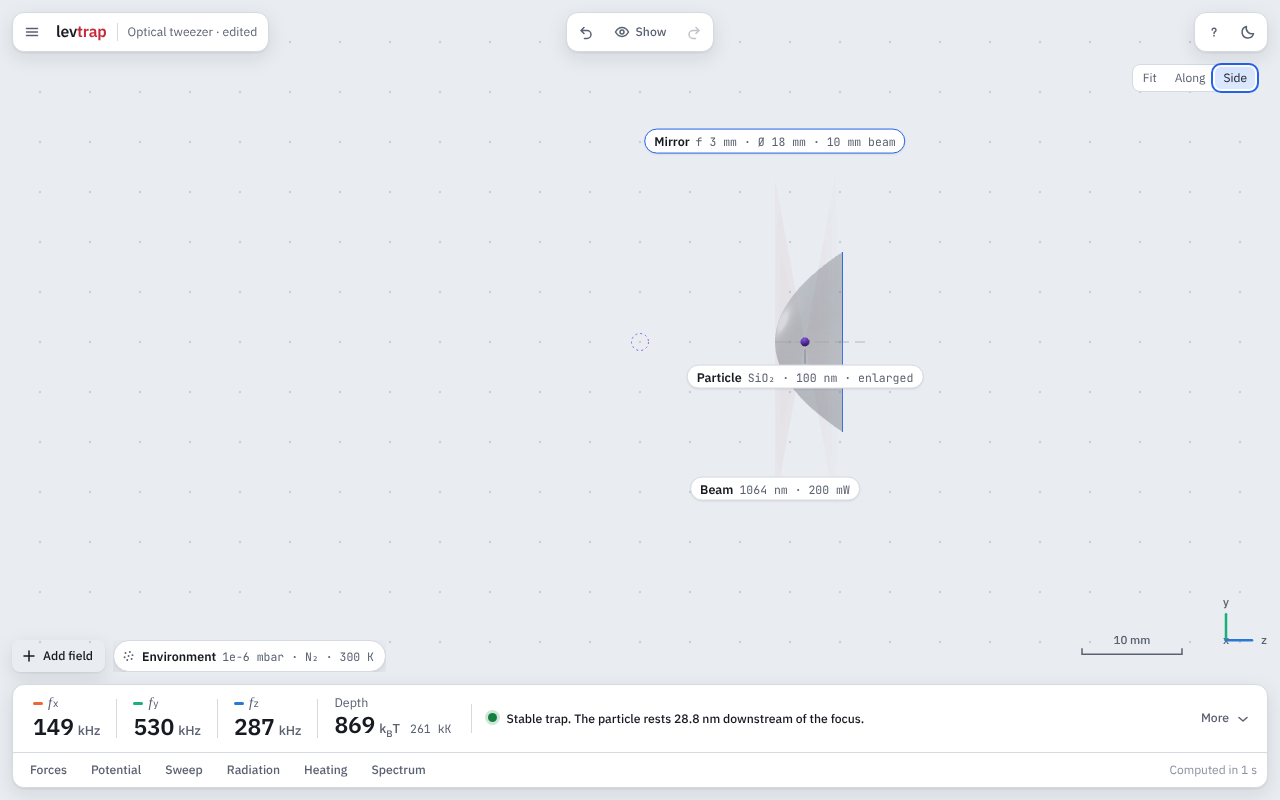 levtrap
Optical tweezer · edited
Show
?
Fit
Along
Side
Mirror f 3 mm · Ø 18 mm · 10 mm beam
Particle SiO₂ · 100 nm · enlarged
Beam 1064 nm · 200 mW
y
x
z
10 mm
Add field
Environment 1e-6 mbar · N₂ · 300 K
fx
149 kHz
fy
530 kHz
fz
287 kHz
Depth
869 kBT 261 kK
Stable trap. The particle rests 28.8 nm downstream of the focus.
More
Forces
Potential
Sweep
Radiation
Heating
Spectrum
Computed in 1 s